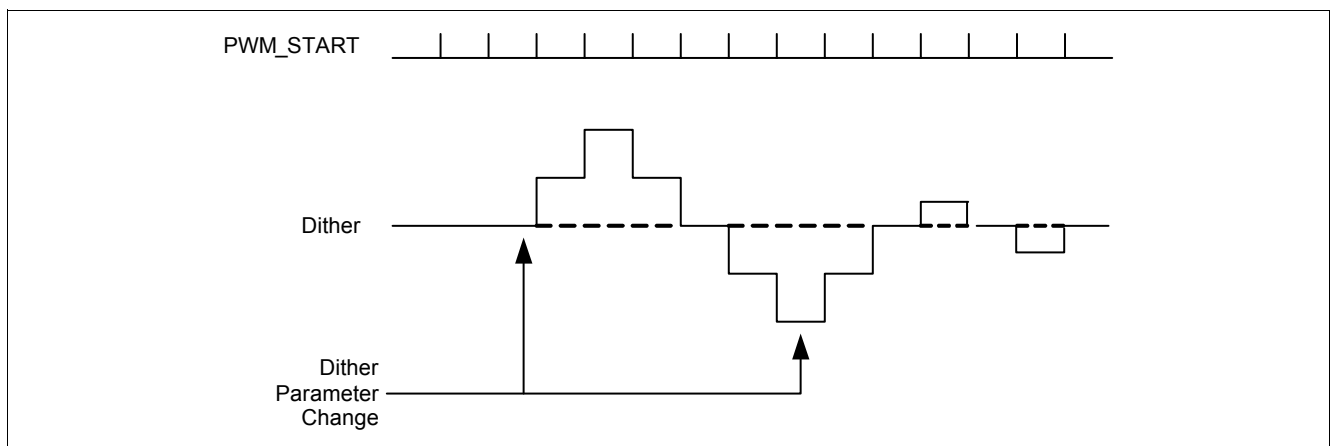 PWM_START
Dither
Dither
Parameter
Change